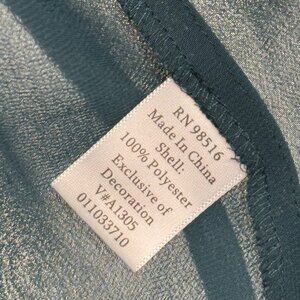 RN 98516
Made In China
Shell:
100% Polyester
Exclusive of
Decoration
V#A1305
011033710